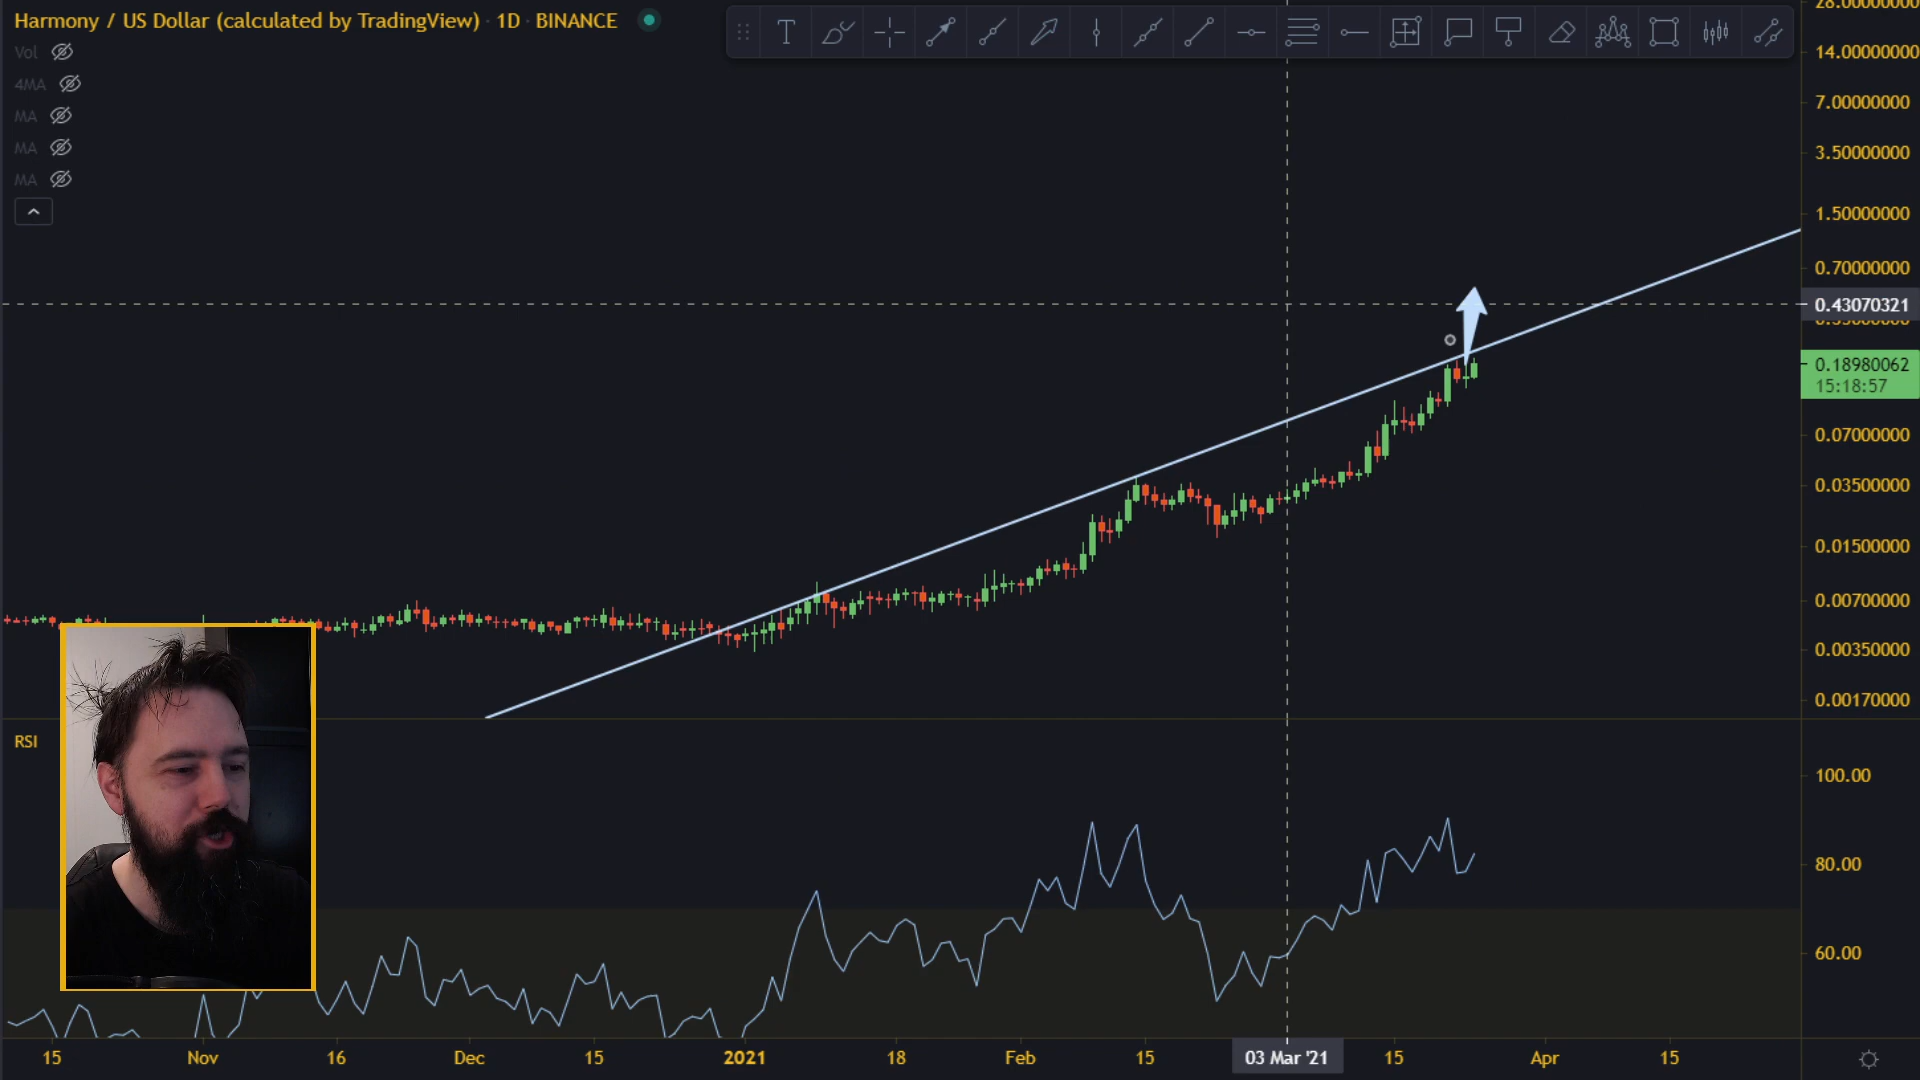 Harmony / US Dollar (calculated by TradingView) · 1D · BINANCE
Vol
4MA
MA
MA
MA
T
28.00000000
14.00000000
7.00000000
3.50000000
1.50000000
0.70000000
0.43070321
0.18980062
15:18:57
0.07000000
0.03500000
0.01500000
0.00700000
0.00350000
0.00170000
RSI
100.00
80.00
60.00
15 Nov 16 Dec 15 2021 18 Feb 15 03 Mar '21 15 Apr 15